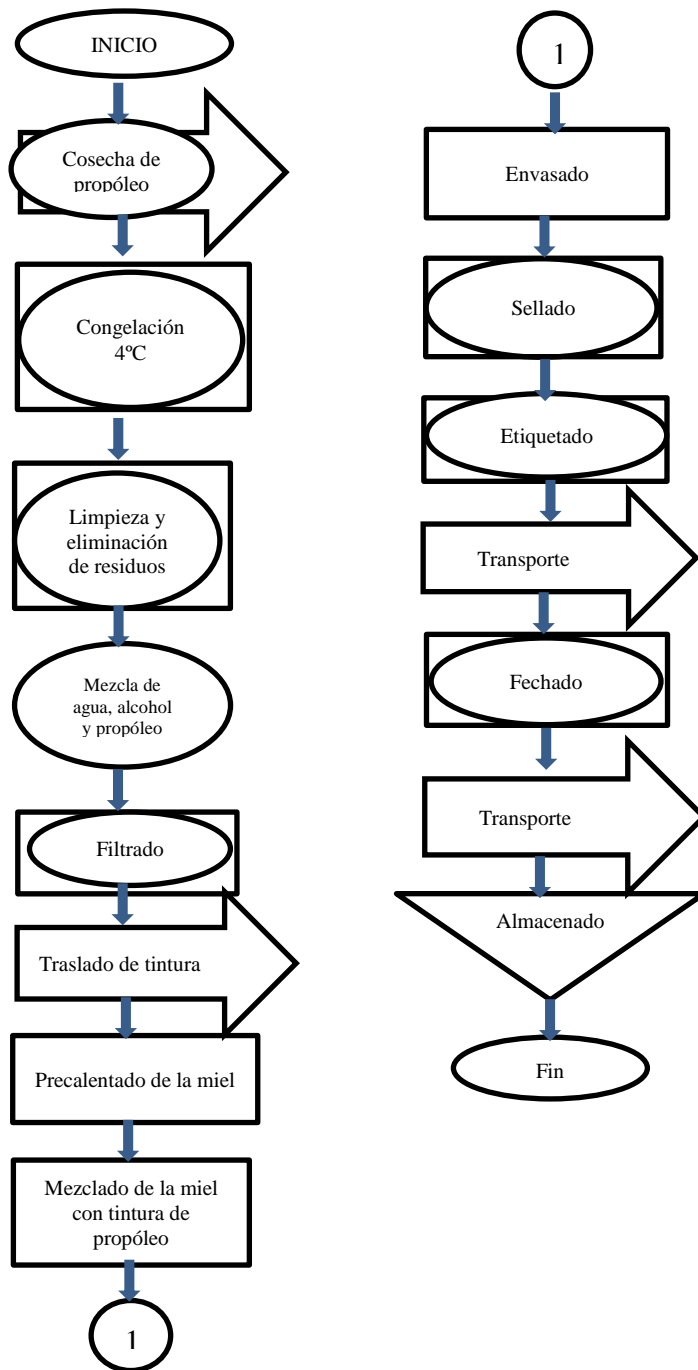 INICIO
Cosecha de
propóleo
Congelación
4ºC
Limpieza y
eliminación
de residuos
Mezcla de
agua, alcohol
y propóleo
Filtrado
Traslado de tintura
Precalentado de la miel
Mezclado de la miel
con tintura de
propóleo
1
1
Envasado
Sellado
Etiquetado
Transporte
Fechado
Transporte
Almacenado
Fin